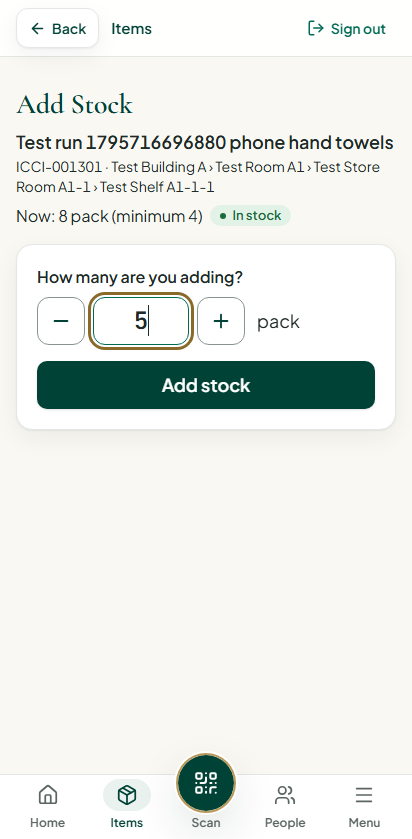 Back
Items
Sign out
Add Stock
Test run 1795716696880 phone hand towels
ICCI-001301 · Test Building A › Test Room A1 › Test Store
Room A1-1 › Test Shelf A1-1-1
Now: 8 pack (minimum 4)
In stock
How many are you adding?
5
pack
Add stock
Home
Items
Scan
People
Menu